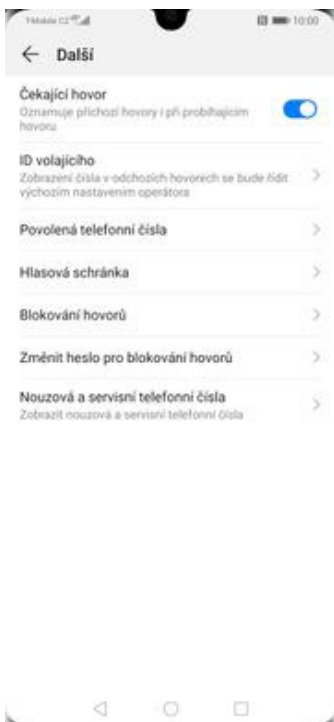 T-Mobile CZ 10:00
Další
Čekající hovor
Oznamuje příchozí hovory i při probíhajícím
hovoru
ID volajícího
Zobrazení čísla v odchozích hovorech se bude řídit
výchozím nastavením operátora
Povolená telefonní čísla
Hlasová schránka
Blokování hovorů
Změnit heslo pro blokování hovorů
Nouzová a servisní telefonní čísla
Zobrazit nouzová a servisní telefonní čísla